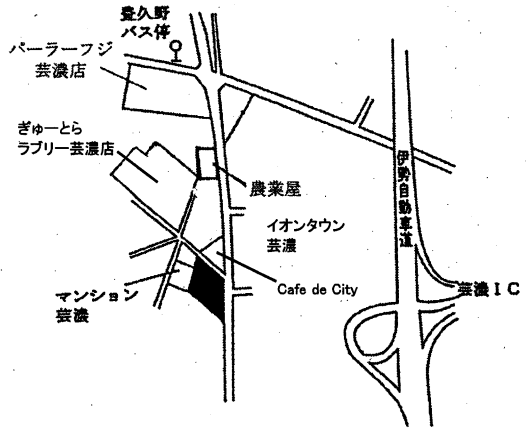 豊久野
バス停
パーラーフジ
芸濃店
ぎゅーとら
ラブリー芸濃店
農業屋
伊勢自動車道
イオンタウン
芸濃
Cafe de City
マンション
芸濃
芸濃IC